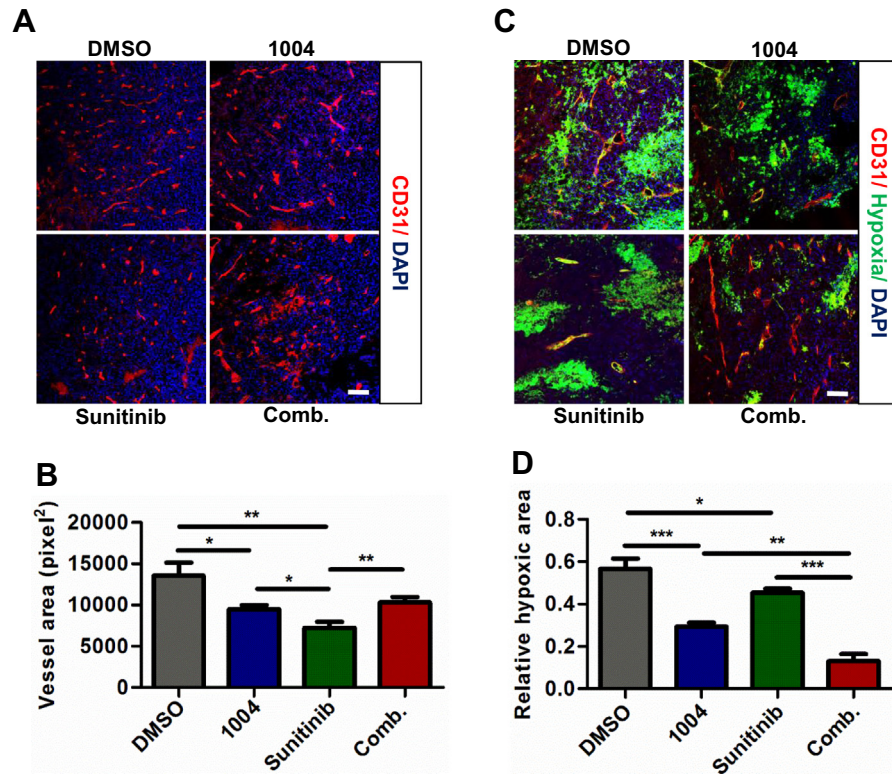 A
DMSO
1004
CD31/ DAPI
Sunitinib
Comb.
C
DMSO
1004
CD31/ Hypoxia/ DAPI
Sunitinib
Comb.
B
Vessel area (pixel²)
20000
15000
10000
5000
0
**
*
**
*
DMSO
1004
Sunitinib
Comb.
D
Relative hypoxic area
0.8
0.6
0.4
0.2
0.0
*
***
**
***
DMSO
1004
Sunitinib
Comb.